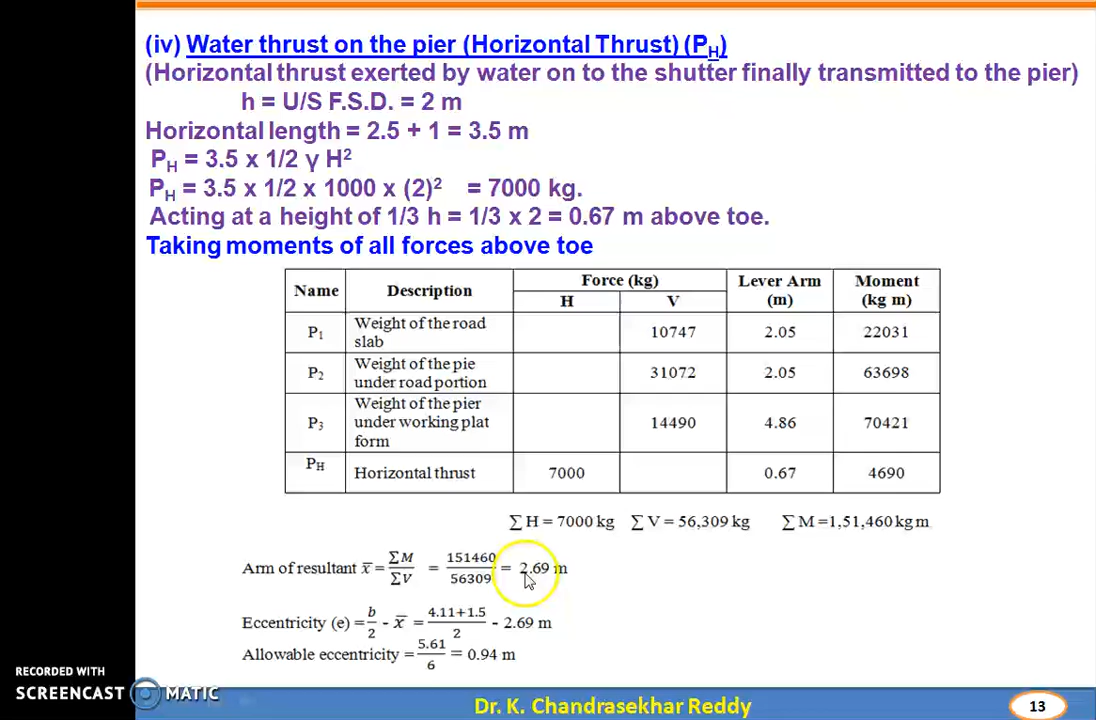 (iv) Water thrust on the pier (Horizontal Thrust) (P_H)
(Horizontal thrust exerted by water on to the shutter finally transmitted to the pier)
h = U/S F.S.D. = 2 m
Horizontal length = 2.5 + 1 = 3.5 m
P_H = 3.5 x 1/2 γ H²
P_H = 3.5 x 1/2 x 1000 x (2)² = 7000 kg.
Acting at a height of 1/3 h = 1/3 x 2 = 0.67 m above toe.
Taking moments of all forces above toe
Name Description Force (kg) Lever Arm (m) Moment (kg m)
H V
P₁ Weight of the road slab 10747 2.05 22031
P₂ Weight of the pie under road portion 31072 2.05 63698
P₃ Weight of the pier under working plat form 14490 4.86 70421
P_H Horizontal thrust 7000 0.67 4690
∑ H = 7000 kg ∑ V = 56,309 kg ∑ M =1,51,460 kg m
Arm of resultant x̅ = ∑M/∑V = 151460/56309 = 2.69 m
Eccentricity (e) = b/2 - x̅ = (4.11+1.5)/2 - 2.69 m
Allowable eccentricity = 5.61/6 = 0.94 m
RECORDED WITH
SCREENCAST MATIC
Dr. K. Chandrasekhar Reddy
13